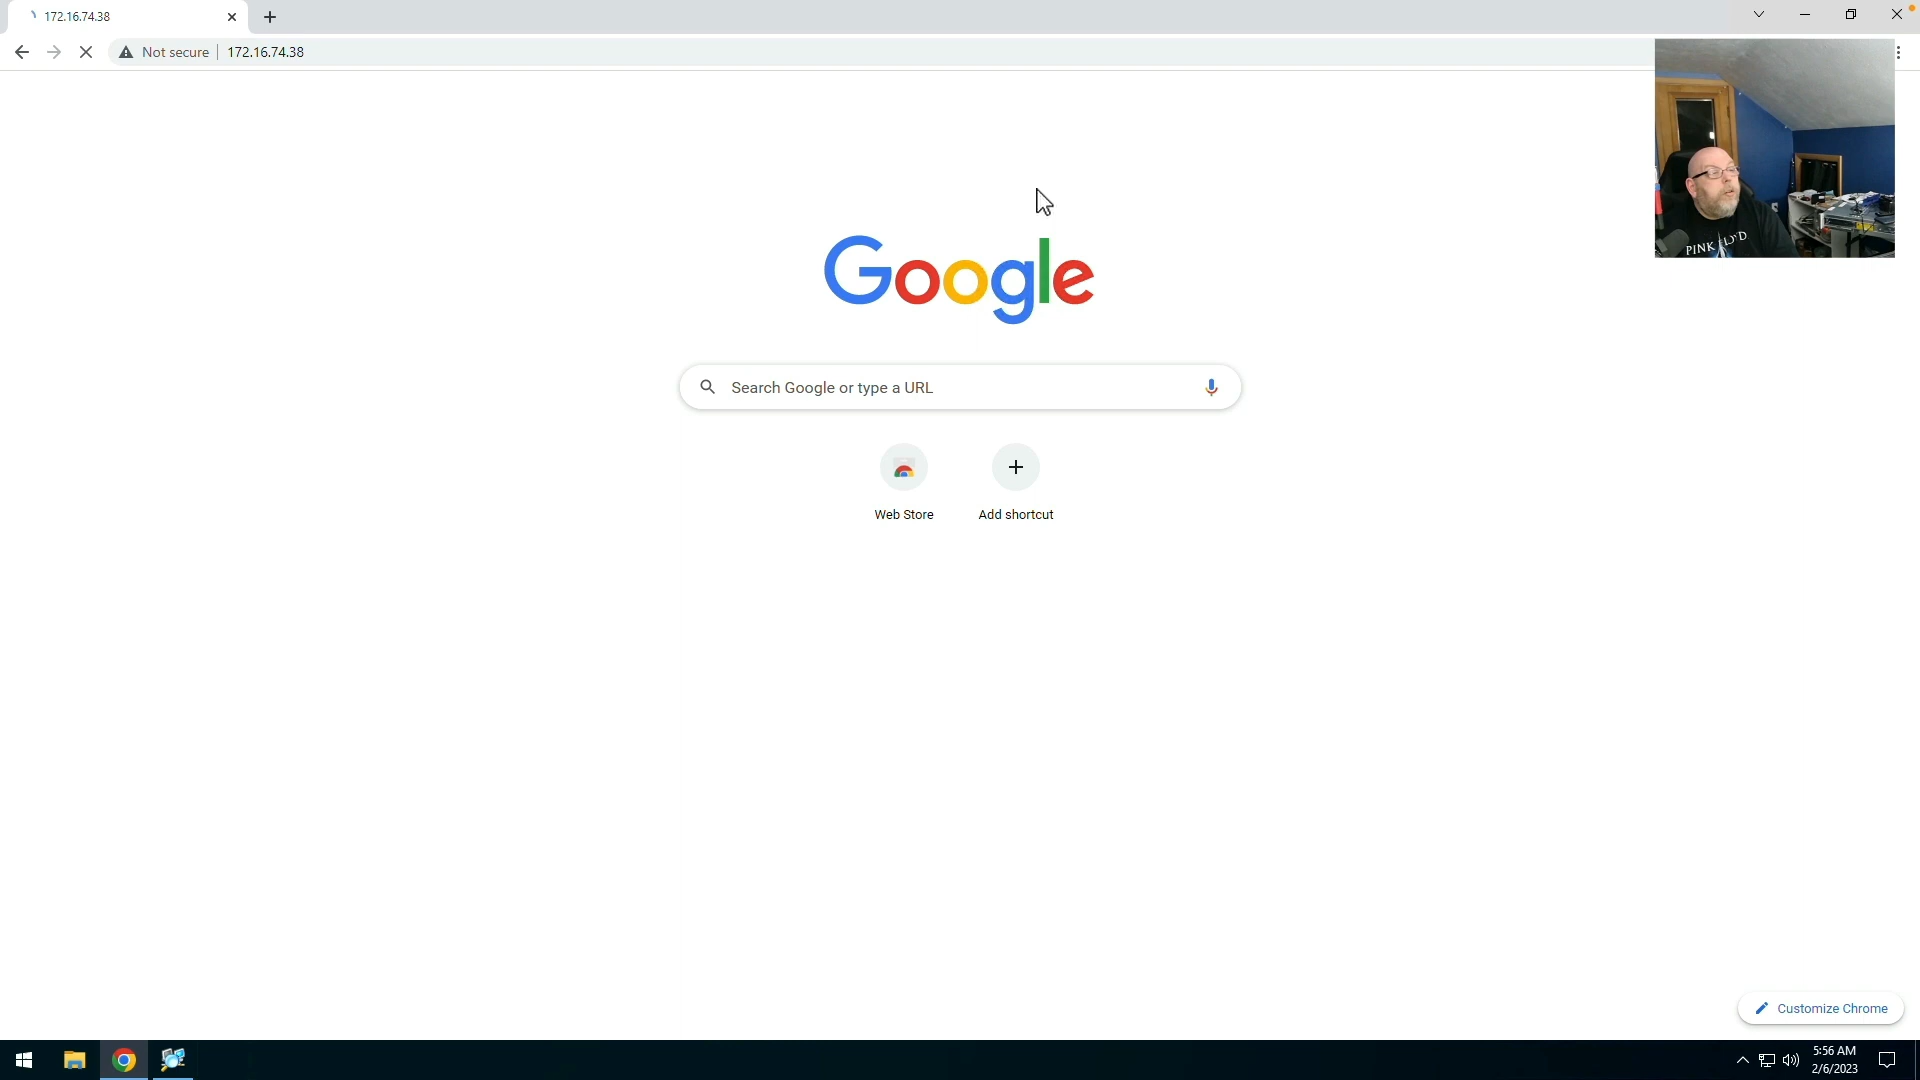 172.16.74.38
Not secure
172.16.74.38
PINK FLOYD
Google
Search Google or type a URL
Web Store
Add shortcut
Customize Chrome
5:56 AM
2/6/2023